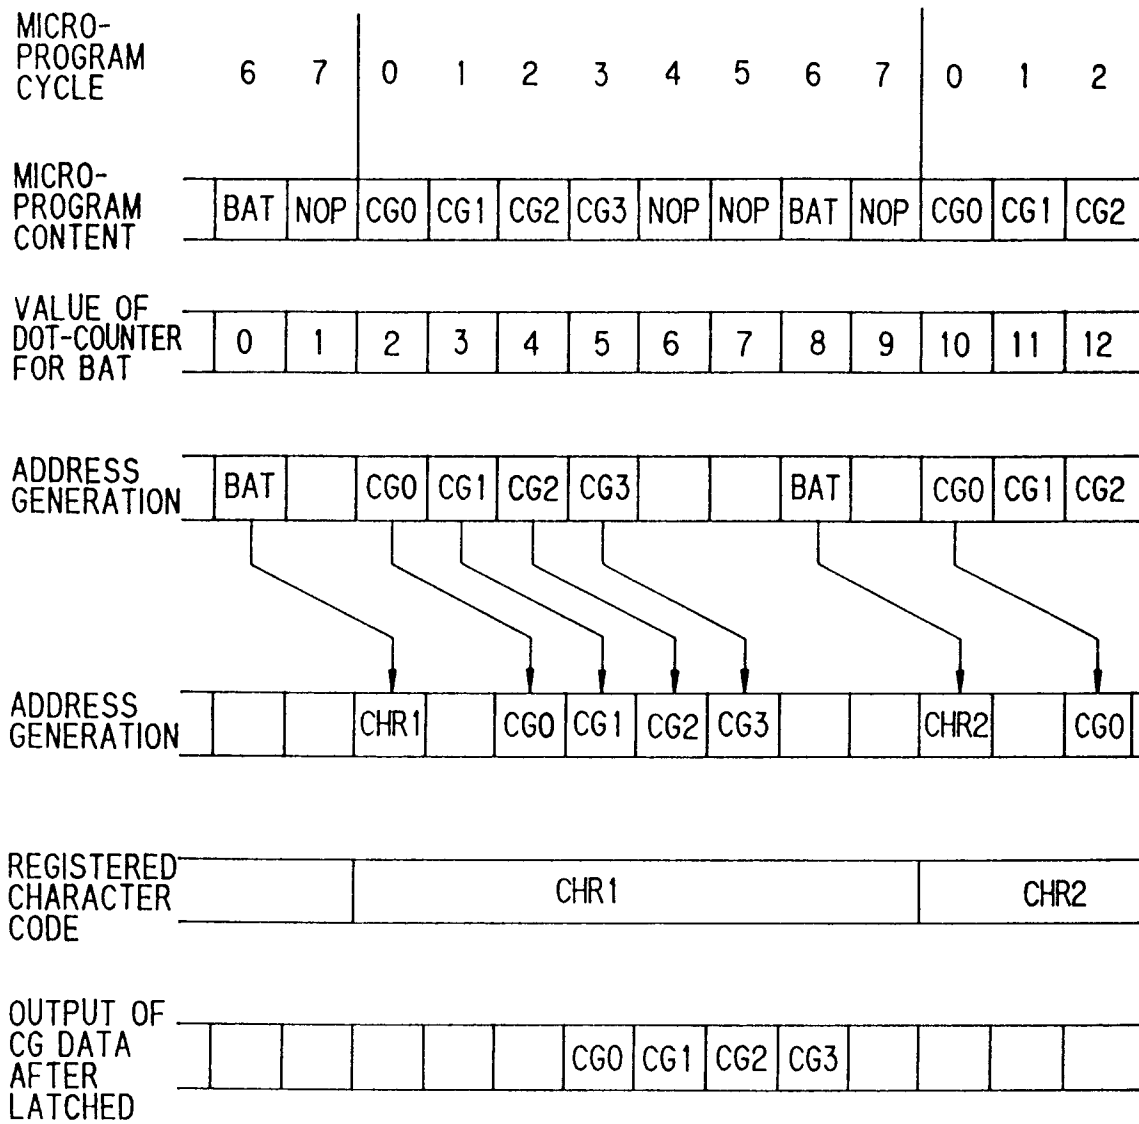 MICRO-
PROGRAM
CYCLE
6 7 0 1 2 3 4 5 6 7 0 1 2
MICRO-
PROGRAM
CONTENT
BAT NOP CG0 CG1 CG2 CG3 NOP NOP BAT NOP CG0 CG1 CG2
VALUE OF
DOT-COUNTER
FOR BAT
0 1 2 3 4 5 6 7 8 9 10 11 12
ADDRESS
GENERATION
BAT CG0 CG1 CG2 CG3 BAT CG0 CG1 CG2
ADDRESS
GENERATION
CHR1 CG0 CG1 CG2 CG3 CHR2 CG0
REGISTERED
CHARACTER
CODE
CHR1 CHR2
OUTPUT OF
CG DATA
AFTER
LATCHED
CG0 CG1 CG2 CG3